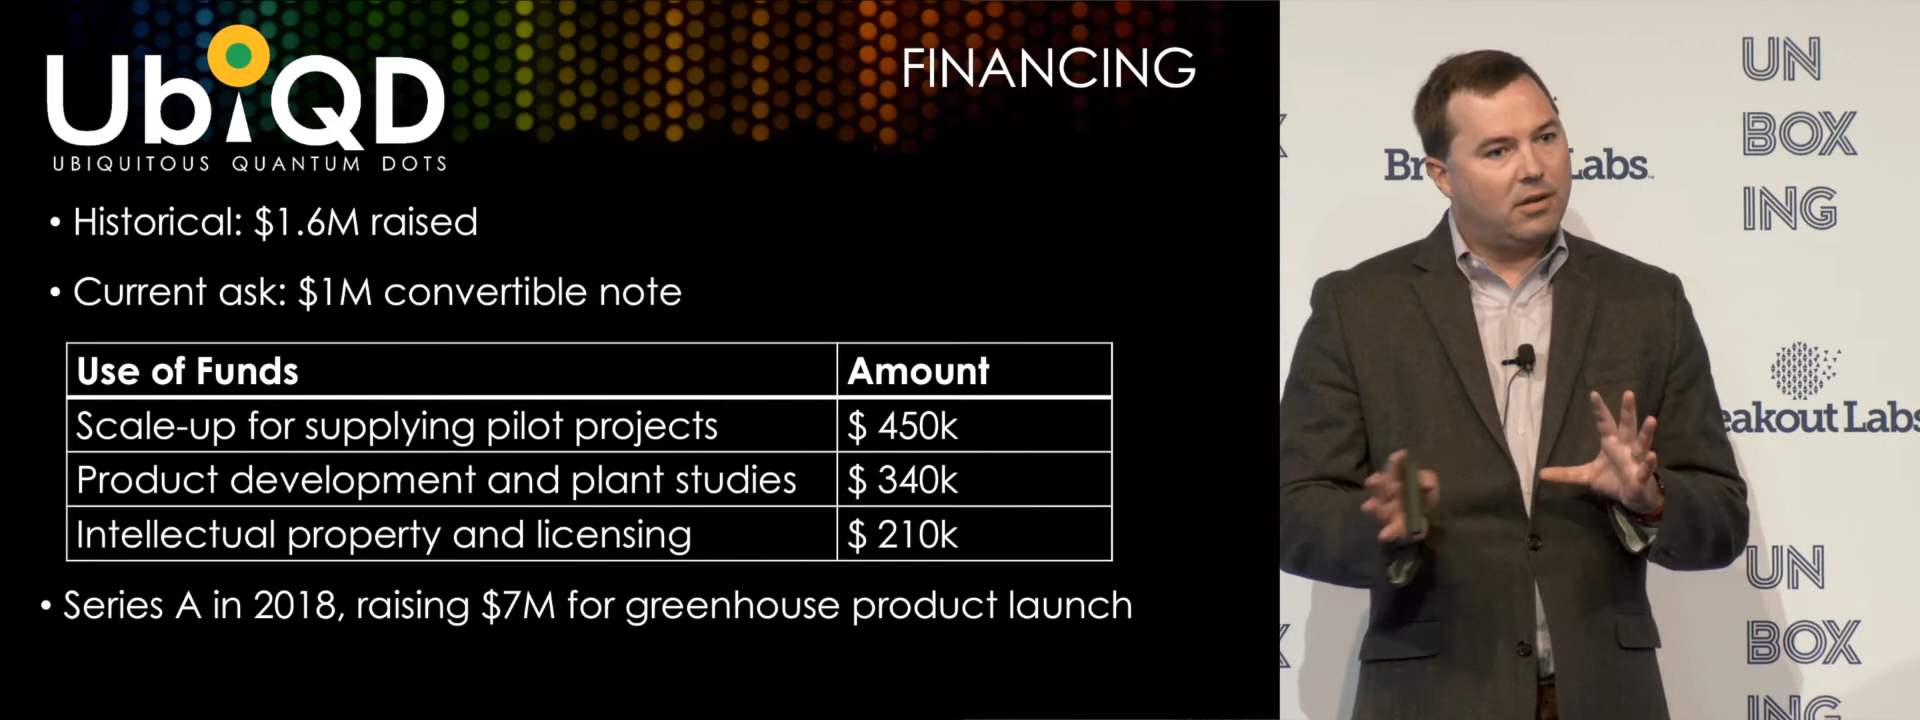 UbiQD
UBIQUITOUS QUANTUM DOTS
FINANCING
• Historical: $1.6M raised
• Current ask: $1M convertible note
Use of Funds Amount
Scale-up for supplying pilot projects $ 450k
Product development and plant studies $ 340k
Intellectual property and licensing $ 210k
• Series A in 2018, raising $7M for greenhouse product launch
UN
BOX
ING
Labs
eakout Labs
UN
BOX
ING